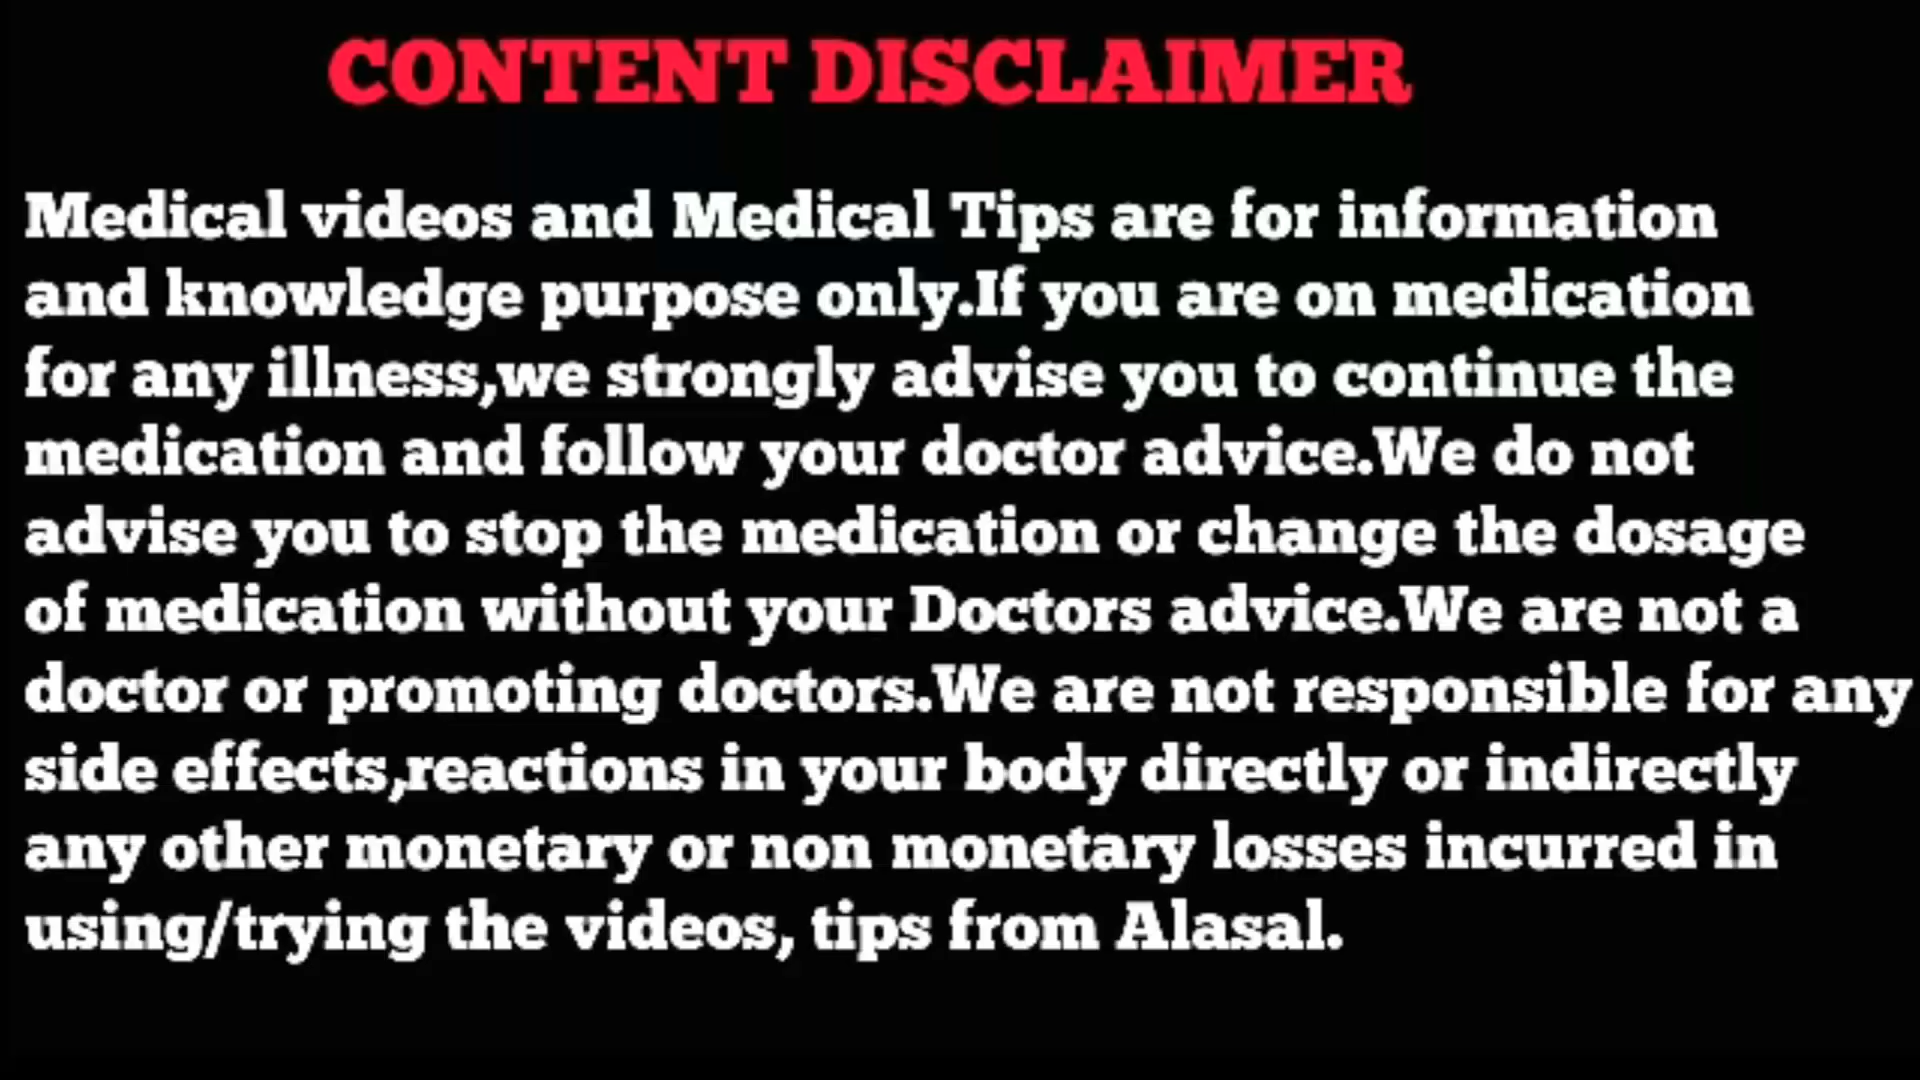 CONTENT DISCLAIMER
Medical videos and Medical Tips are for information
and knowledge purpose only.If you are on medication
for any illness,we strongly advise you to continue the
medication and follow your doctor advice.We do not
advise you to stop the medication or change the dosage
of medication without your Doctors advice.We are not a
doctor or promoting doctors.We are not responsible for any
side effects,reactions in your body directly or indirectly
any other monetary or non monetary losses incurred in
using/trying the videos, tips from Alasal.